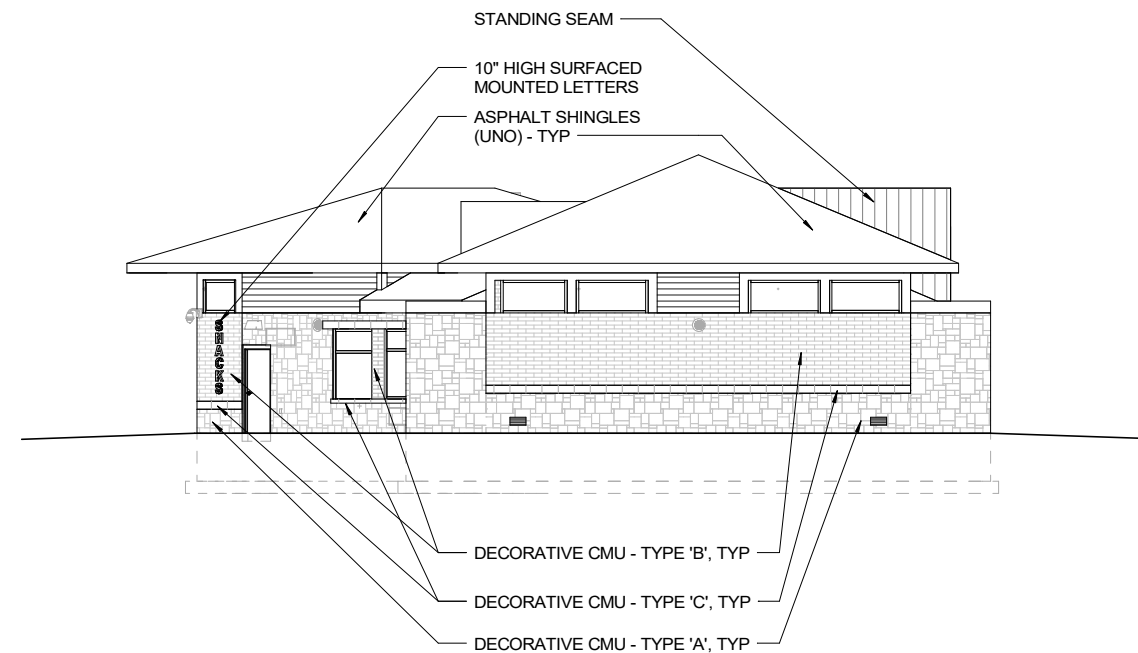 STANDING SEAM
10" HIGH SURFACED
MOUNTED LETTERS
ASPHALT SHINGLES
(UNO) - TYP
SNACKS
DECORATIVE CMU - TYPE 'B', TYP
DECORATIVE CMU - TYPE 'C', TYP
DECORATIVE CMU - TYPE 'A', TYP